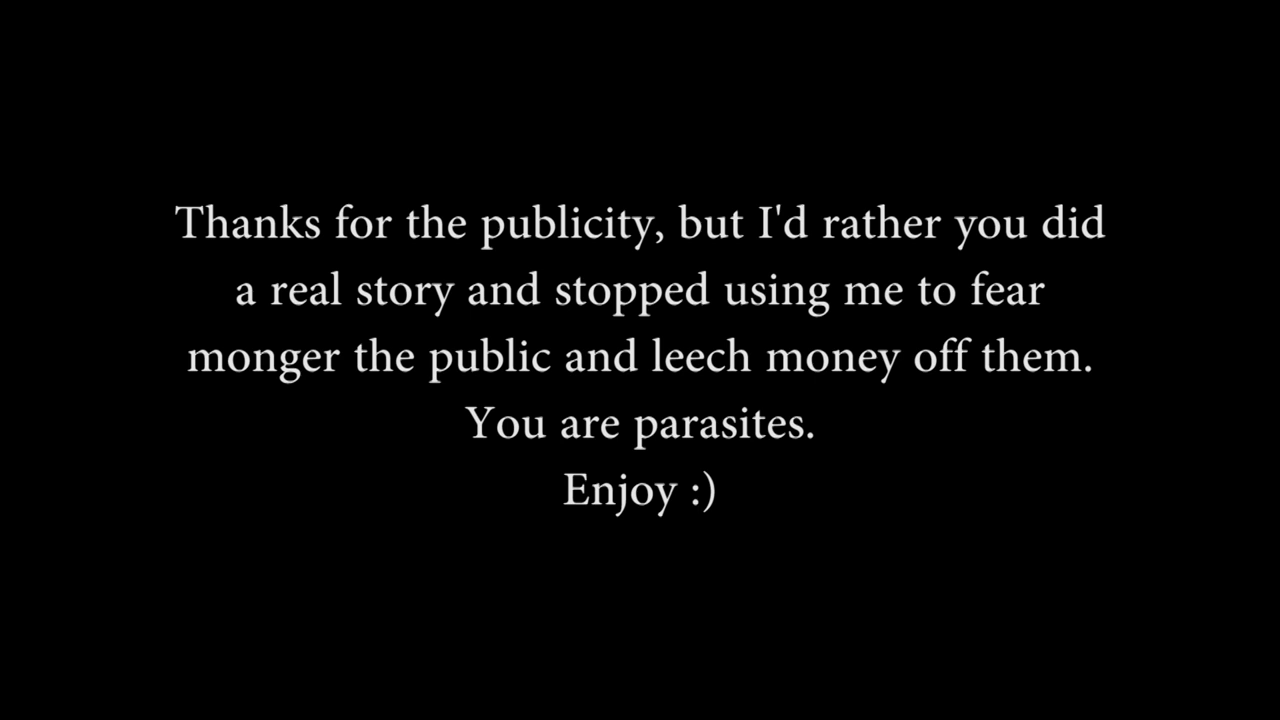 Thanks for the publicity, but I'd rather you did
a real story and stopped using me to fear
monger the public and leech money off them.
You are parasites.
Enjoy :)